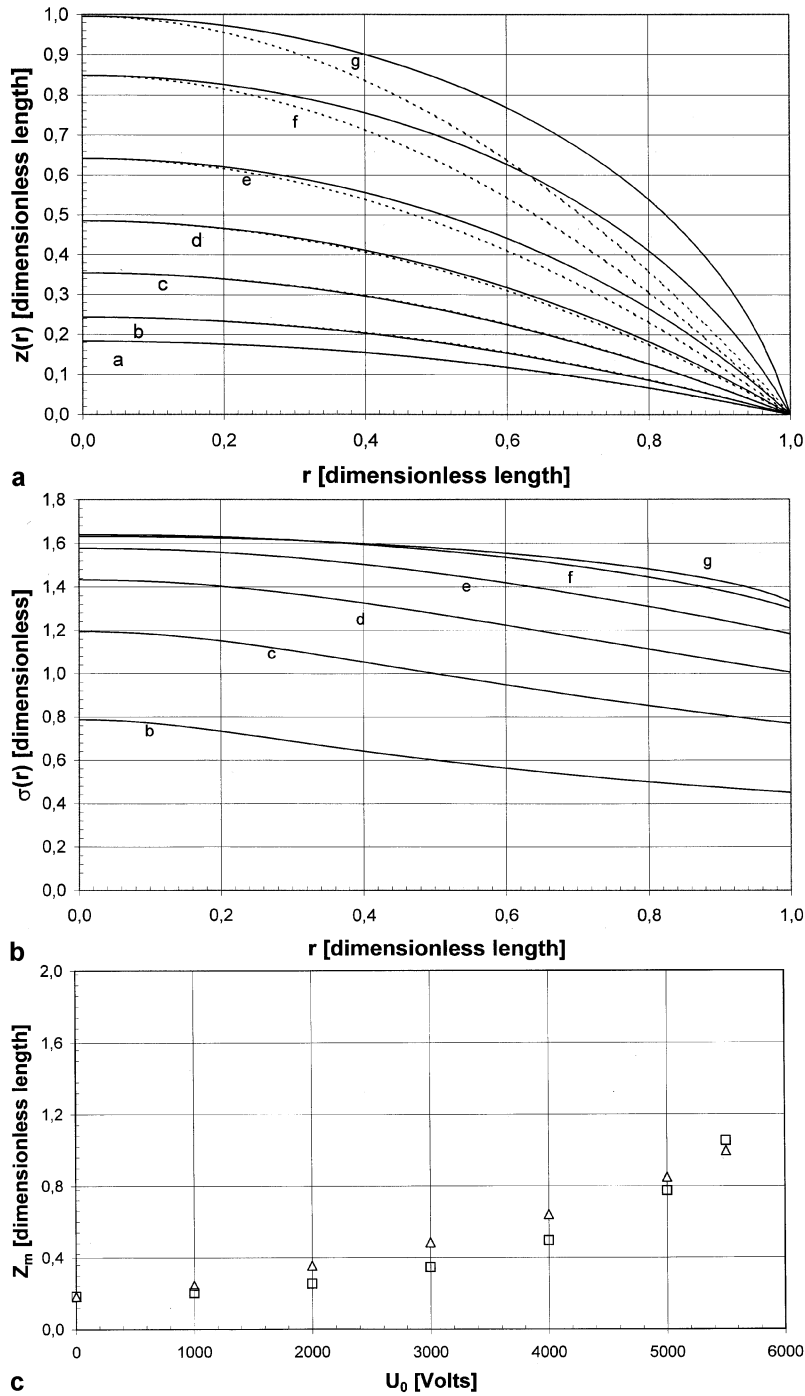 1,0
0,9
0,8
0,7
0,6
0,5
0,4
0,3
0,2
0,1
0,0
z(r) [dimensionless length]
g
f
e
d
c
b
a
0,0 0,2 0,4 0,6 0,8 1,0
r [dimensionless length]
a
1,8
1,6
1,4
1,2
1,0
0,8
0,6
0,4
0,2
0,0
σ(r) [dimensionless]
g
f
e
d
c
b
0,0 0,2 0,4 0,6 0,8 1,0
r [dimensionless length]
b
2,0
1,6
1,2
0,8
0,4
0,0
Zm [dimensionless length]
0 1000 2000 3000 4000 5000 6000
U0 [Volts]
c